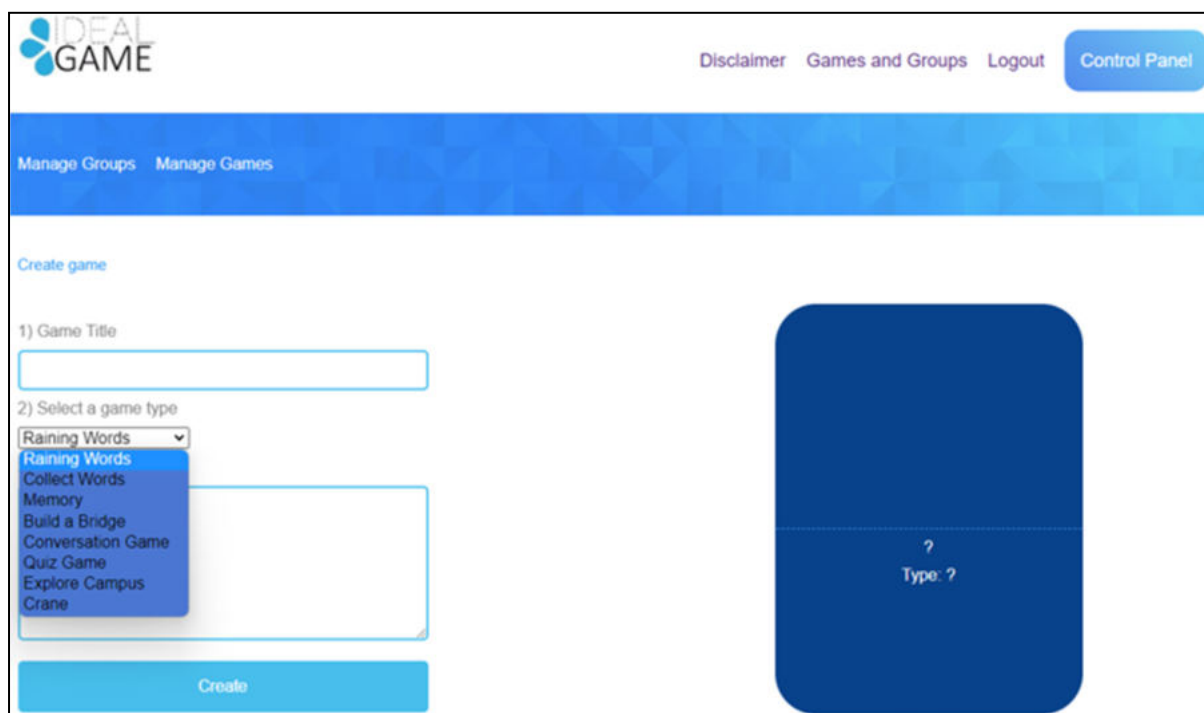 IDEAL
GAME
Disclaimer Games and Groups Logout Control Panel
Manage Groups Manage Games
Create game
1) Game Title
2) Select a game type
Raining Words
Raining Words
Collect Words
Memory
Build a Bridge
Conversation Game
Quiz Game
Explore Campus
Crane
?
Type: ?
Create